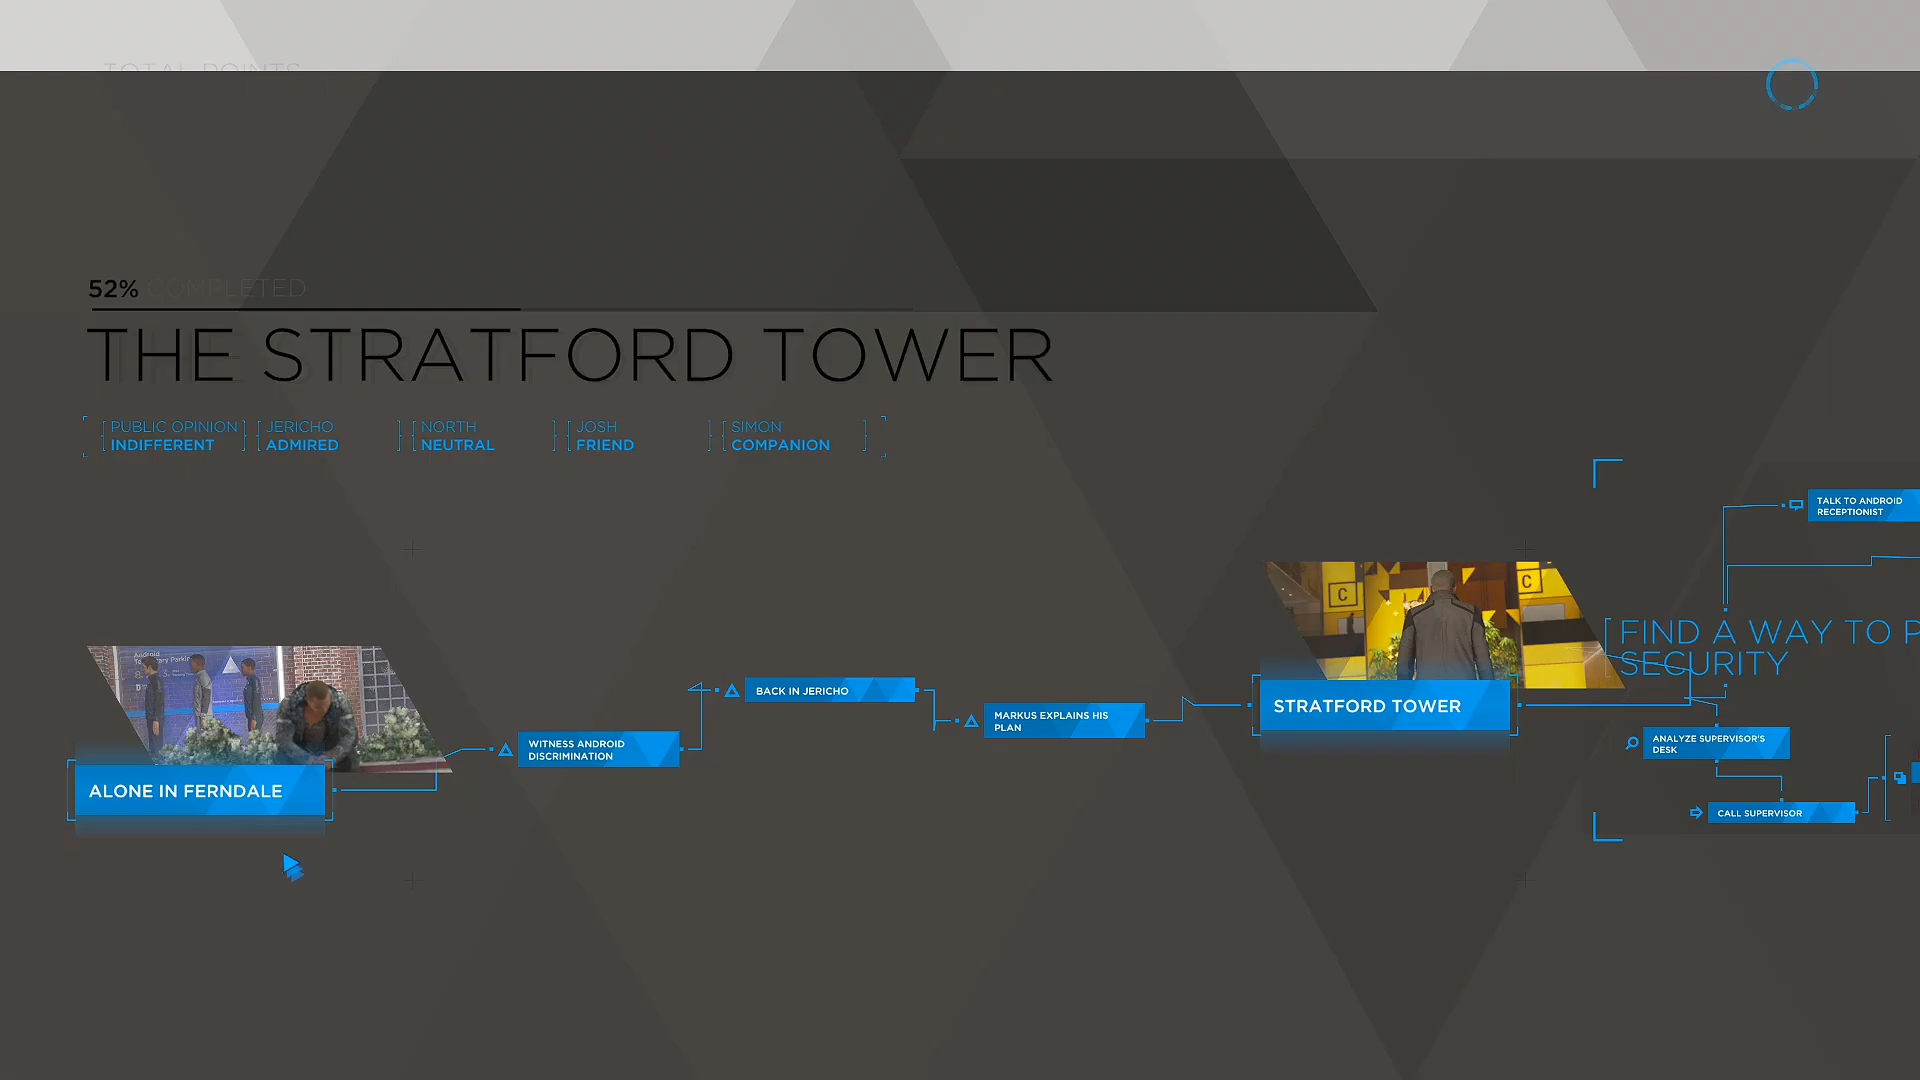 TOTAL POINTS
52% COMPLETED
THE STRATFORD TOWER
PUBLIC OPINION
INDIFFERENT
JERICHO
ADMIRED
NORTH
NEUTRAL
JOSH
FRIEND
SIMON
COMPANION
TALK TO ANDROID
RECEPTIONIST
C
C
FIND A WAY TO P
SECURITY
Android
ALONE IN FERNDALE
WITNESS ANDROID
DISCRIMINATION
BACK IN JERICHO
MARKUS EXPLAINS HIS
PLAN
STRATFORD TOWER
ANALYZE SUPERVISOR'S
DESK
CALL SUPERVISOR